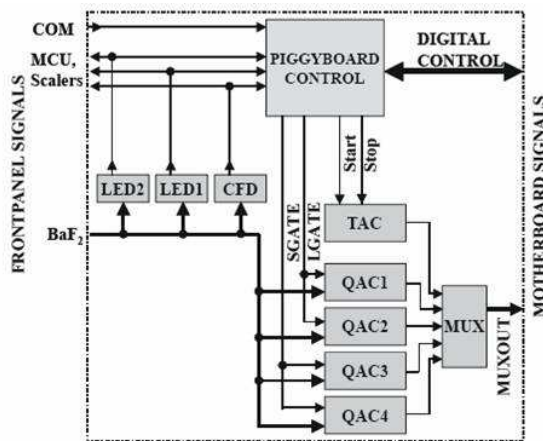 COM
MCU,
Scalers
PIGGYBOARD
CONTROL
DIGITAL
CONTROL
FRONTPANEL SIGNALS
MOTHERBOARD SIGNALS
LED2
LED1
CFD
Start
Stop
SGATE
LGATE
BaF₂
TAC
QAC1
QAC2
QAC3
QAC4
MUX
MUXOUT